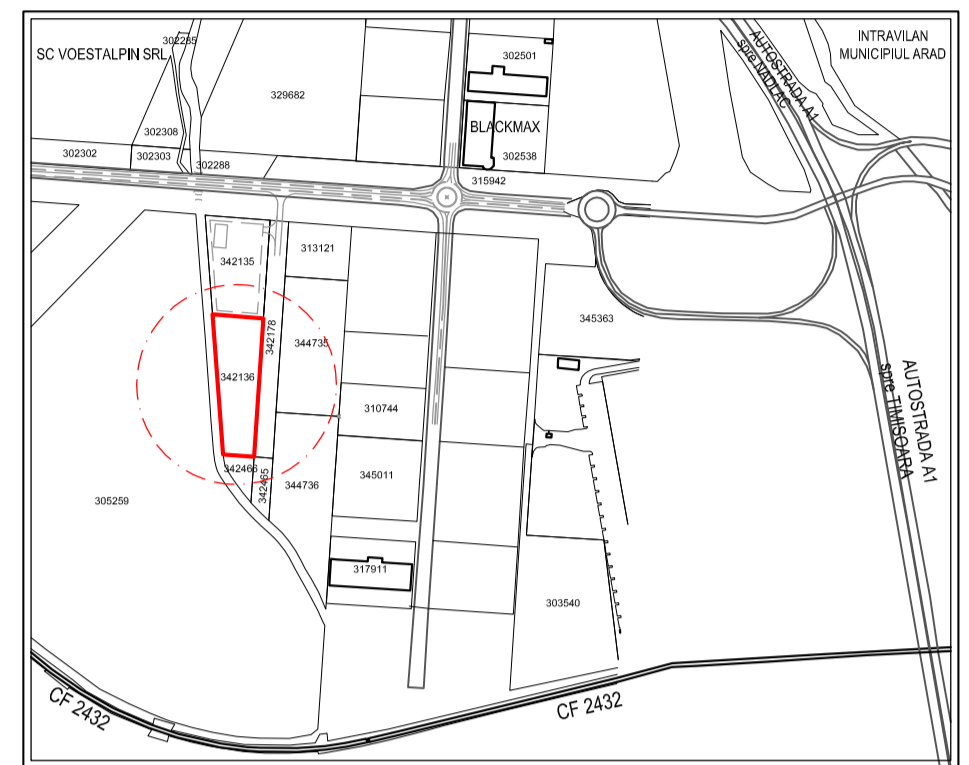 SC VOESTALPIN SRL
302285
302501
AUTOSTRADA A1
spre NADLAC
INTRAVILAN
MUNICIPIUL ARAD
329682
302308
BLACKMAX
302302
302303
302288
302538
315942
342135
313121
342178
344735
345363
342136
310744
AUTOSTRADA A1
spre TIMISOARA
342466
342465
344736
345011
305259
317911
303540
CF 2432
CF 2432